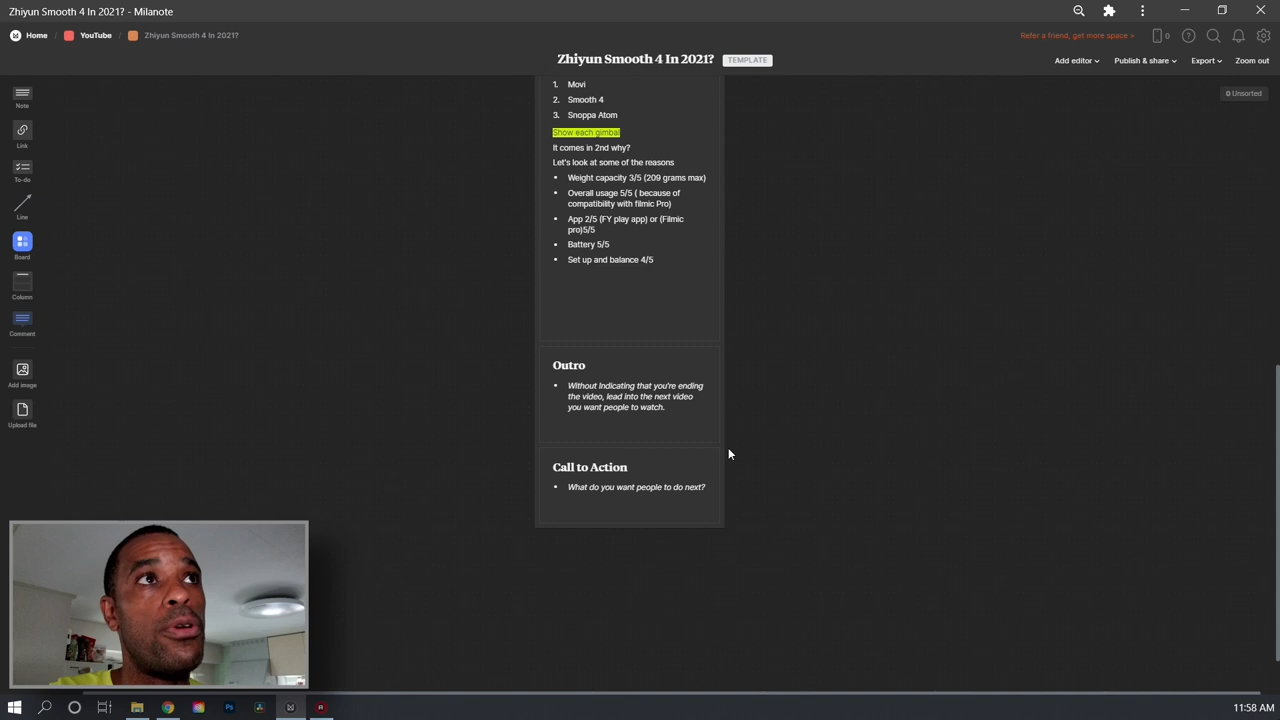 Zhiyun Smooth 4 In 2021? - Milanote
Home / YouTube / Zhiyun Smooth 4 In 2021?
Refer a friend, get more space >
0
Zhiyun Smooth 4 In 2021? TEMPLATE
Add editor
Publish & share
Export
Zoom out
0 Unsorted
Note
Link
To-do
Line
Board
Column
Comment
Add image
Upload file
1. Movi
2. Smooth 4
3. Snoppa Atom
Show each gimbal
It comes in 2nd why?
Let's look at some of the reasons
• Weight capacity 3/5 (209 grams max)
• Overall usage 5/5 ( because of
compatibility with filmic Pro)
• App 2/5 (FY play app) or (Filmic
pro)5/5
• Battery 5/5
• Set up and balance 4/5
Outro
• Without Indicating that you're ending
the video, lead into the next video
you want people to watch.
Call to Action
• What do you want people to do next?
Ps
11:58 AM